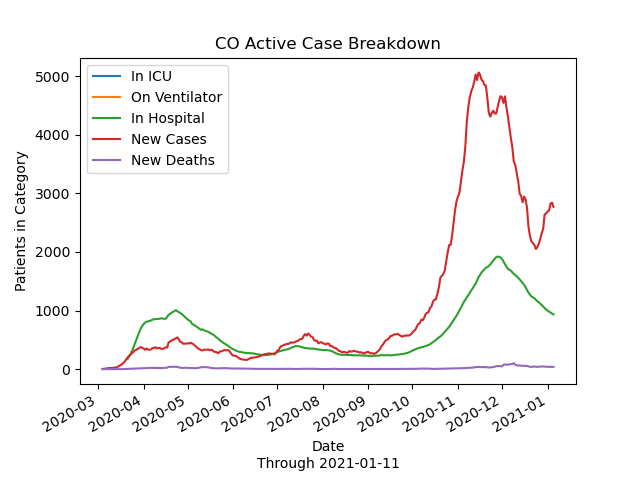 CO Active Case Breakdown
In ICU
On Ventilator
In Hospital
New Cases
New Deaths
Patients in Category
5000
4000
3000
2000
1000
0
2020-03
2020-04
2020-05
2020-06
2020-07
2020-08
2020-09
2020-10
2020-11
2020-12
2021-01
Date
Through 2021-01-11